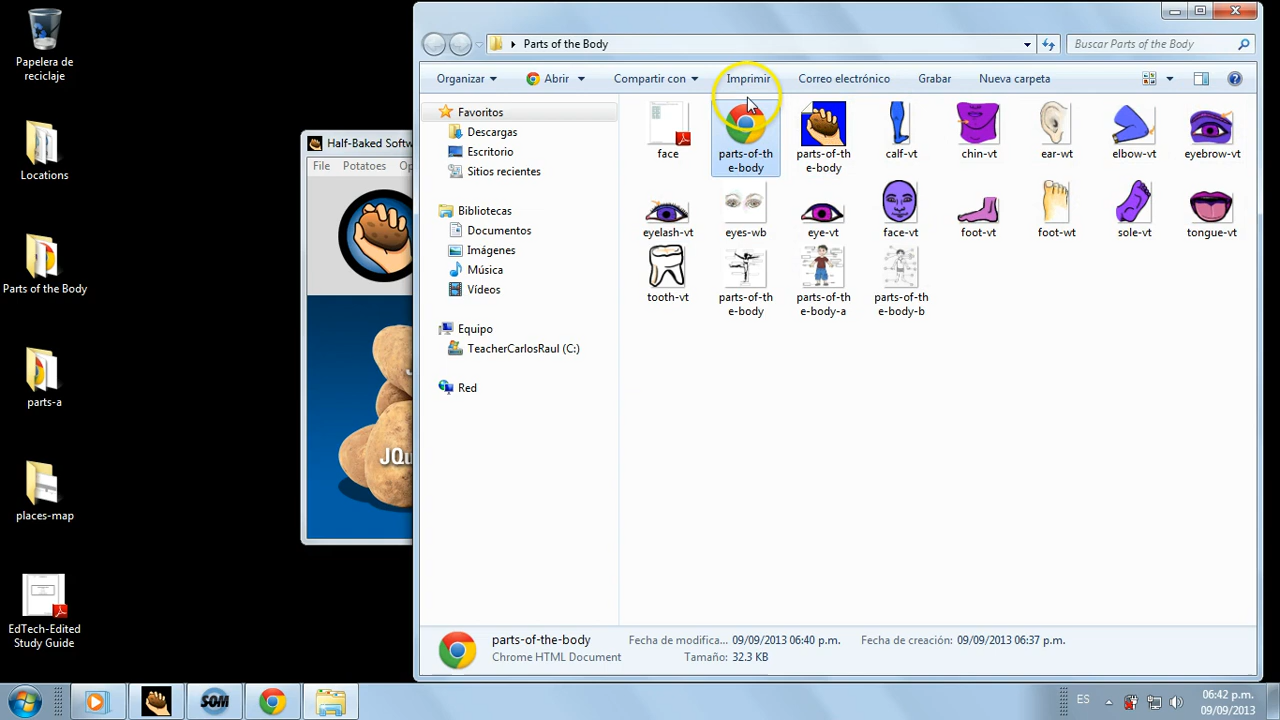 Papelera de
reciclaje
Locations
Parts of the Body
parts-a
places-map
EdTech-Edited
Study Guide
Half-Baked Softw
File Potatoes Op
JQu
Parts of the Body
Buscar Parts of the Body
Organizar Abrir Compartir con Imprimir Correo electrónico Grabar Nueva carpeta
Favoritos
Descargas
Escritorio
Sitios recientes
Bibliotecas
Documentos
Imágenes
Música
Vídeos
Equipo
TeacherCarlosRaul (C:)
Red
face
parts-of-th
e-body
parts-of-th
e-body
calf-vt
chin-vt
ear-wt
elbow-vt
eyebrow-vt
eyelash-vt
eyes-wb
eye-vt
face-vt
foot-vt
foot-wt
sole-vt
tongue-vt
tooth-vt
parts-of-th
e-body
parts-of-th
e-body-a
parts-of-th
e-body-b
parts-of-the-body Fecha de modifica... 09/09/2013 06:40 p.m. Fecha de creación: 09/09/2013 06:37 p.m.
Chrome HTML Document Tamaño: 32.3 KB
SOM
ES
06:42 p.m.
09/09/2013